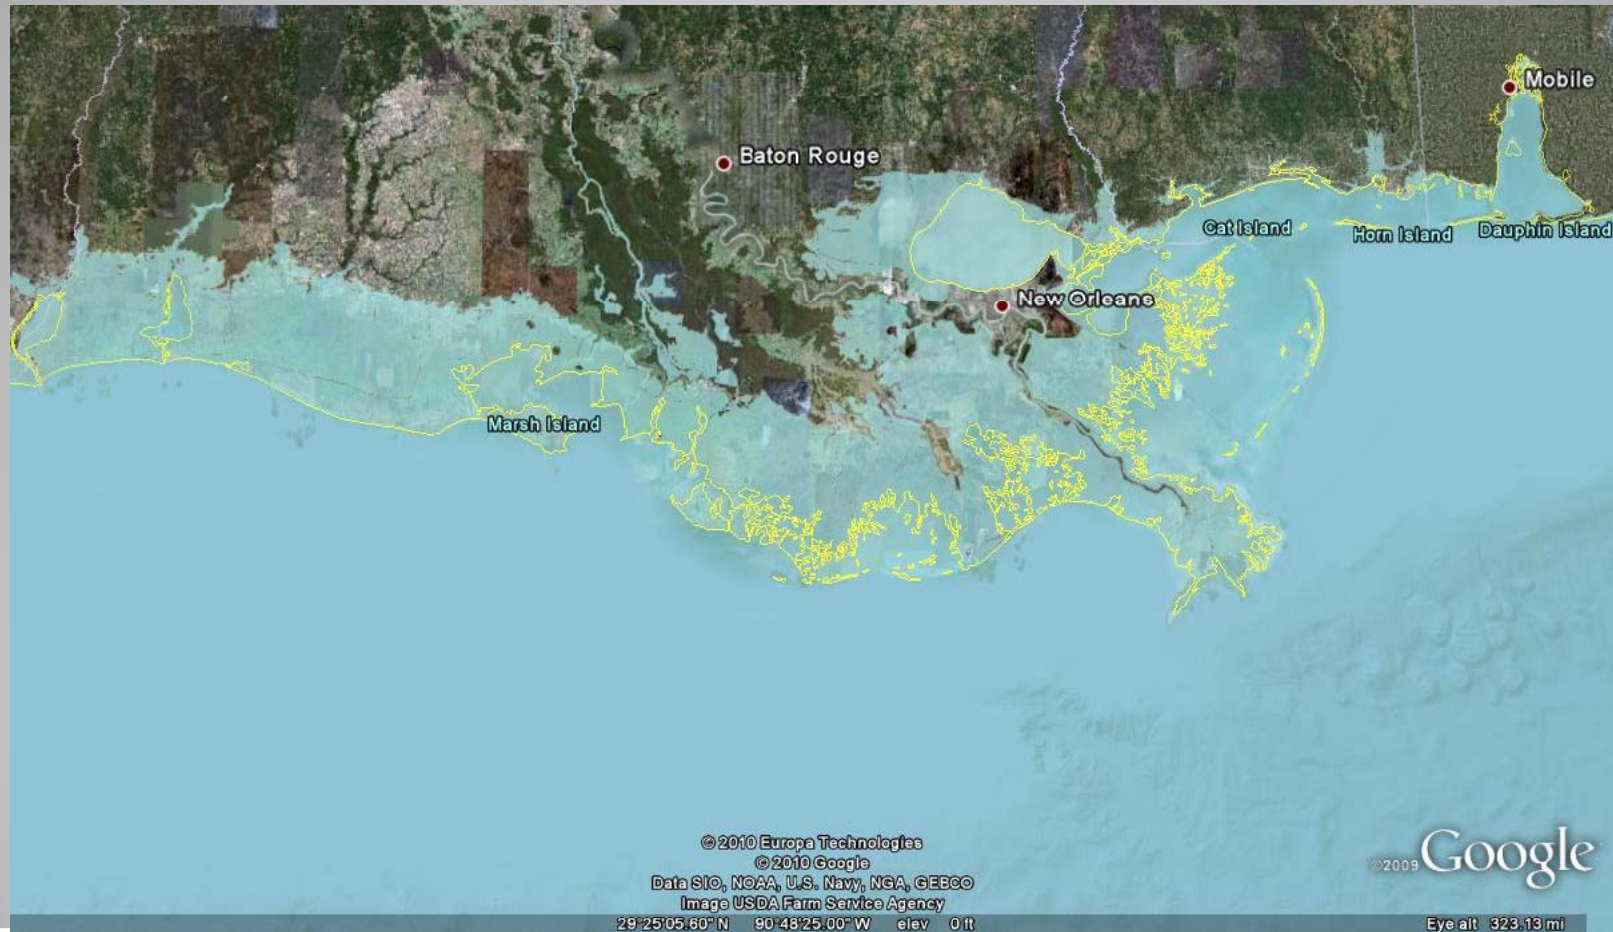 Mobile
Baton Rouge
Cat Island
Horn Island
Dauphin Island
New Orleans
Marsh Island
© 2010 Europa Technologies
© 2010 Google
Data SIO, NOAA, U.S. Navy, NGA, GEBCO
Image USDA Farm Service Agency
©2009 Google
29°25'05.60" N 90°48'25.00" W elev 0 ft Eye alt 323.13 mi